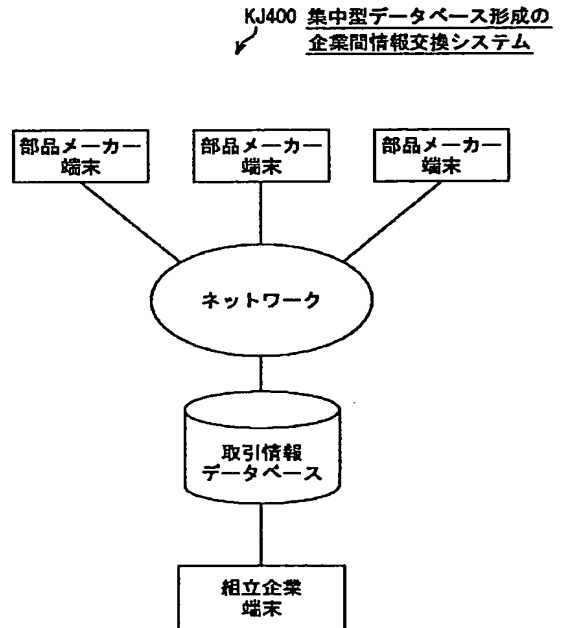 KJ400 集中型データベース形成の
企業間情報交換システム
部品メーカー
端末
部品メーカー
端末
部品メーカー
端末
ネットワーク
取引情報
データベース
組立企業
端末